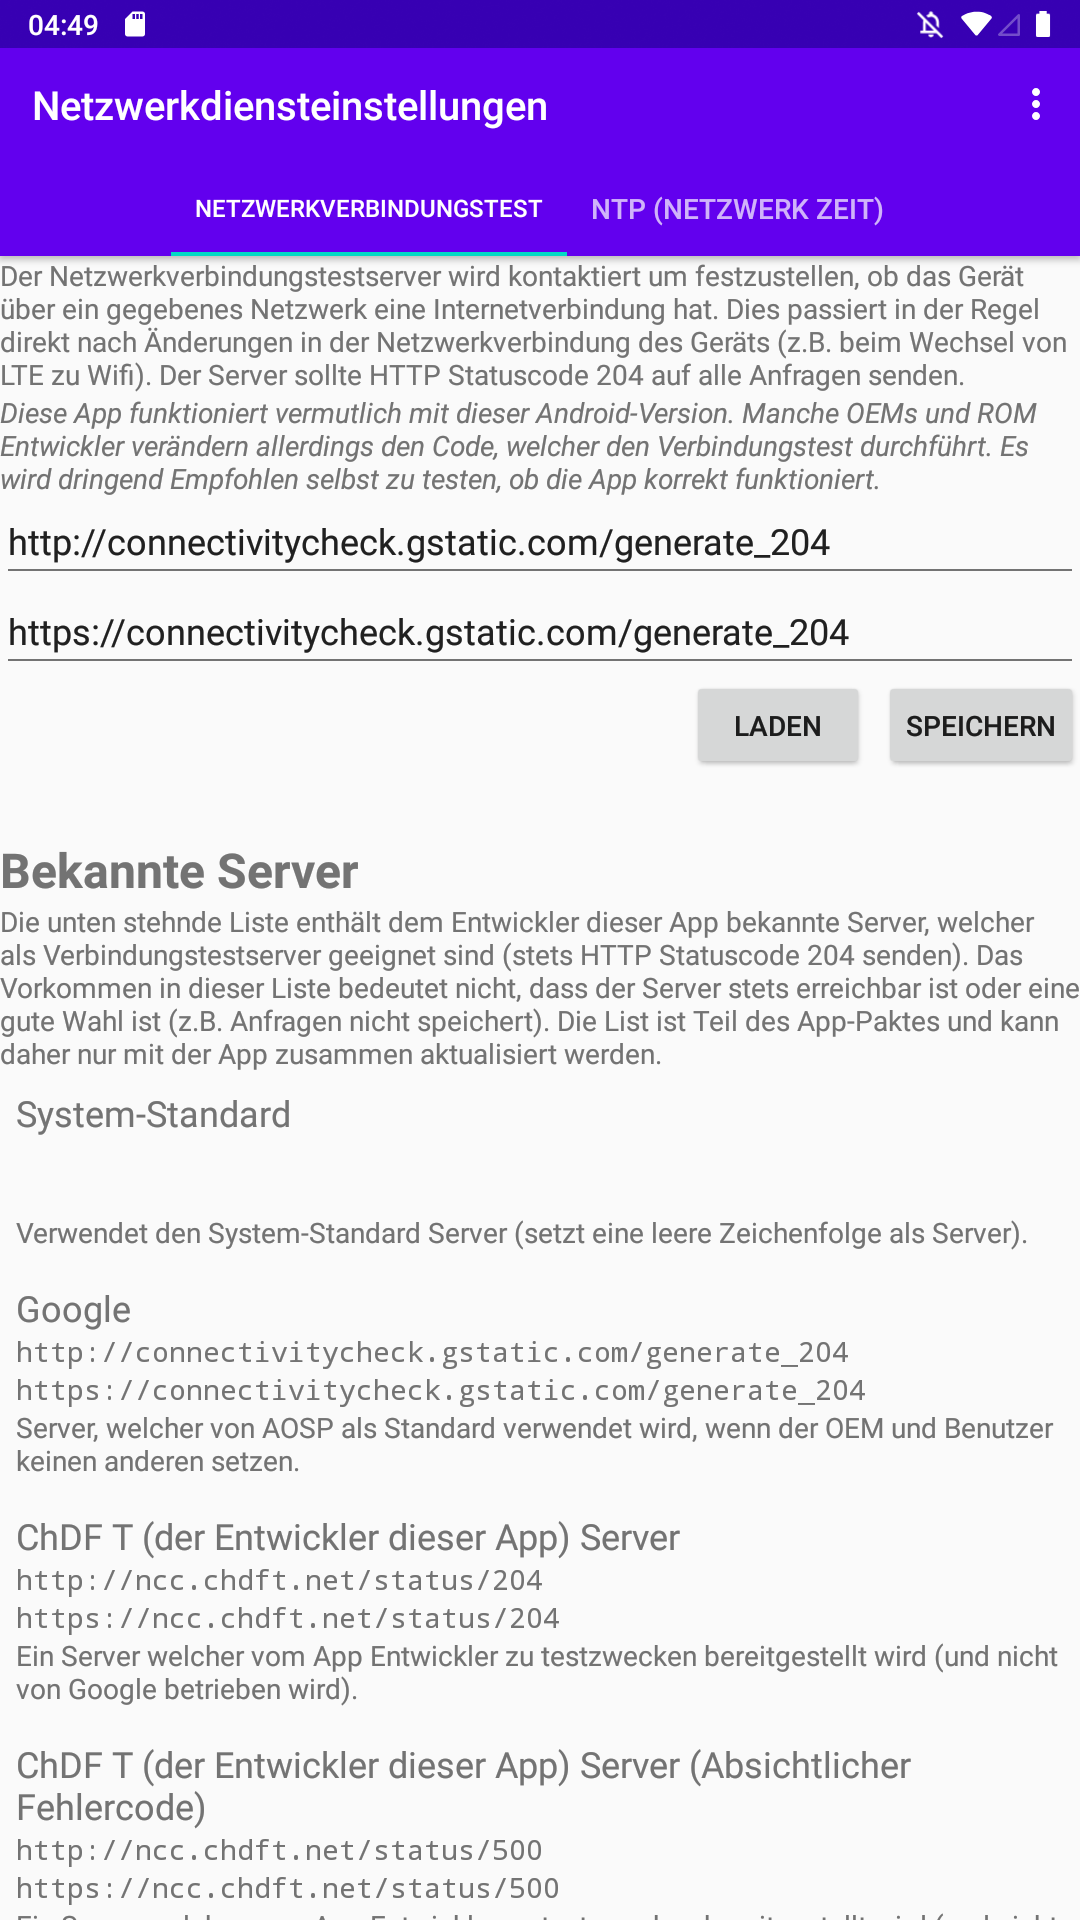 04:49
Netzwerkdiensteinstellungen
NETZWERKVERBINDUNGSTEST
NTP (NETZWERK ZEIT)
Der Netzwerkverbindungstestserver wird kontaktiert um festzustellen, ob das Gerät
über ein gegebenes Netzwerk eine Internetverbindung hat. Dies passiert in der Regel
direkt nach Änderungen in der Netzwerkverbindung des Geräts (z.B. beim Wechsel von
LTE zu Wifi). Der Server sollte HTTP Statuscode 204 auf alle Anfragen senden.
Diese App funktioniert vermutlich mit dieser Android-Version. Manche OEMs und ROM
Entwickler verändern allerdings den Code, welcher den Verbindungstest durchführt. Es
wird dringend Empfohlen selbst zu testen, ob die App korrekt funktioniert.
http://connectivitycheck.gstatic.com/generate_204
https://connectivitycheck.gstatic.com/generate_204
LADEN
SPEICHERN
Bekannte Server
Die unten stehnde Liste enthält dem Entwickler dieser App bekannte Server, welcher
als Verbindungstestserver geeignet sind (stets HTTP Statuscode 204 senden). Das
Vorkommen in dieser Liste bedeutet nicht, dass der Server stets erreichbar ist oder eine
gute Wahl ist (z.B. Anfragen nicht speichert). Die List ist Teil des App-Paktes und kann
daher nur mit der App zusammen aktualisiert werden.
System-Standard
Verwendet den System-Standard Server (setzt eine leere Zeichenfolge als Server).
Google
http://connectivitycheck.gstatic.com/generate_204
https://connectivitycheck.gstatic.com/generate_204
Server, welcher von AOSP als Standard verwendet wird, wenn der OEM und Benutzer
keinen anderen setzen.
ChDF T (der Entwickler dieser App) Server
http://ncc.chdft.net/status/204
https://ncc.chdft.net/status/204
Ein Server welcher vom App Entwickler zu testzwecken bereitgestellt wird (und nicht
von Google betrieben wird).
ChDF T (der Entwickler dieser App) Server (Absichtlicher
Fehlercode)
http://ncc.chdft.net/status/500
https://ncc.chdft.net/status/500